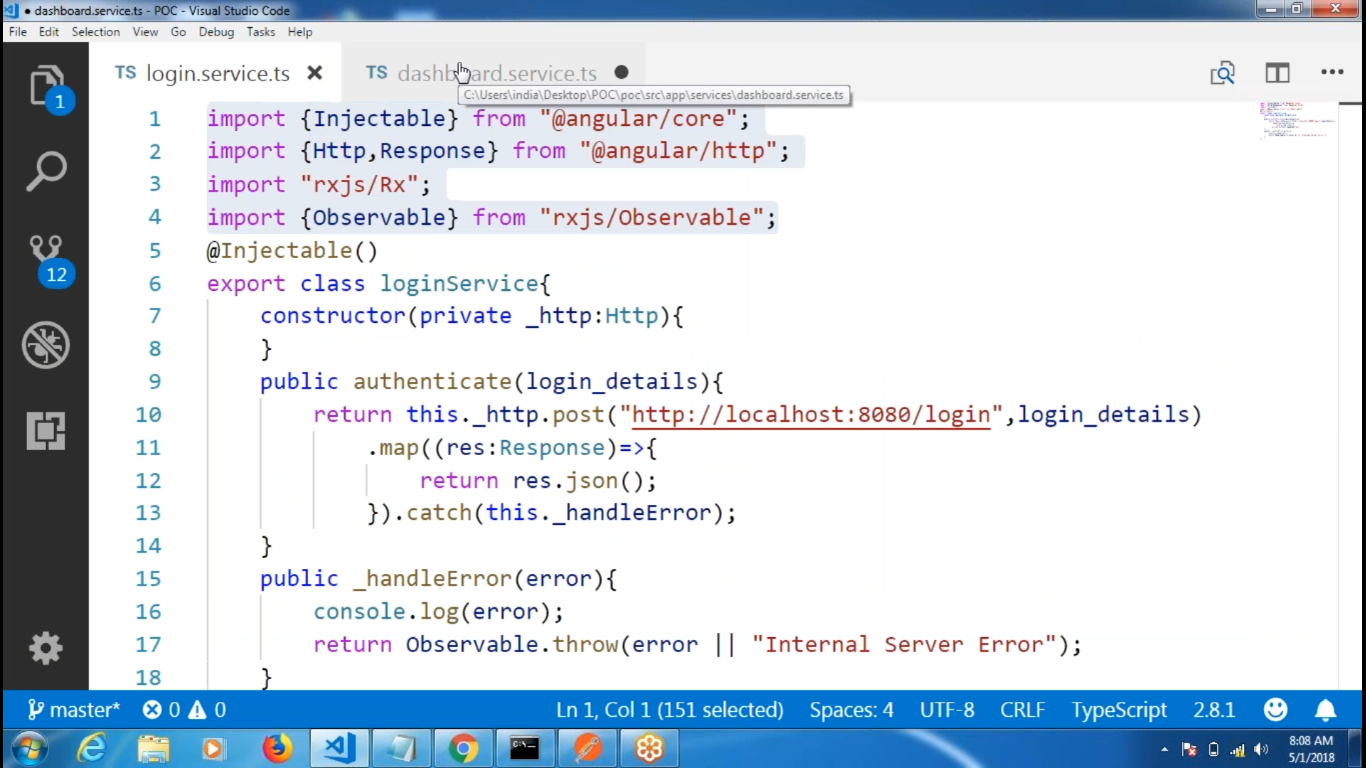 dashboard.service.ts - POC - Visual Studio Code
File Edit Selection View Go Debug Tasks Help
TS login.service.ts TS dashboard.service.ts
C:\Users\india\Desktop\POC\poc\src\app\services\dashboard.service.ts
1 import {Injectable} from "@angular/core";
2 import {Http,Response} from "@angular/http";
3 import "rxjs/Rx";
4 import {Observable} from "rxjs/Observable";
5 @Injectable()
6 export class loginService{
7 constructor(private _http:Http){
8 }
9 public authenticate(login_details){
10 return this._http.post("http://localhost:8080/login",login_details)
11 .map((res:Response)=>{
12 return res.json();
13 }).catch(this._handleError);
14 }
15 public _handleError(error){
16 console.log(error);
17 return Observable.throw(error || "Internal Server Error");
18 }
1
12
master* 0 0 Ln 1, Col 1 (151 selected) Spaces: 4 UTF-8 CRLF TypeScript 2.8.1
8:08 AM
5/1/2018